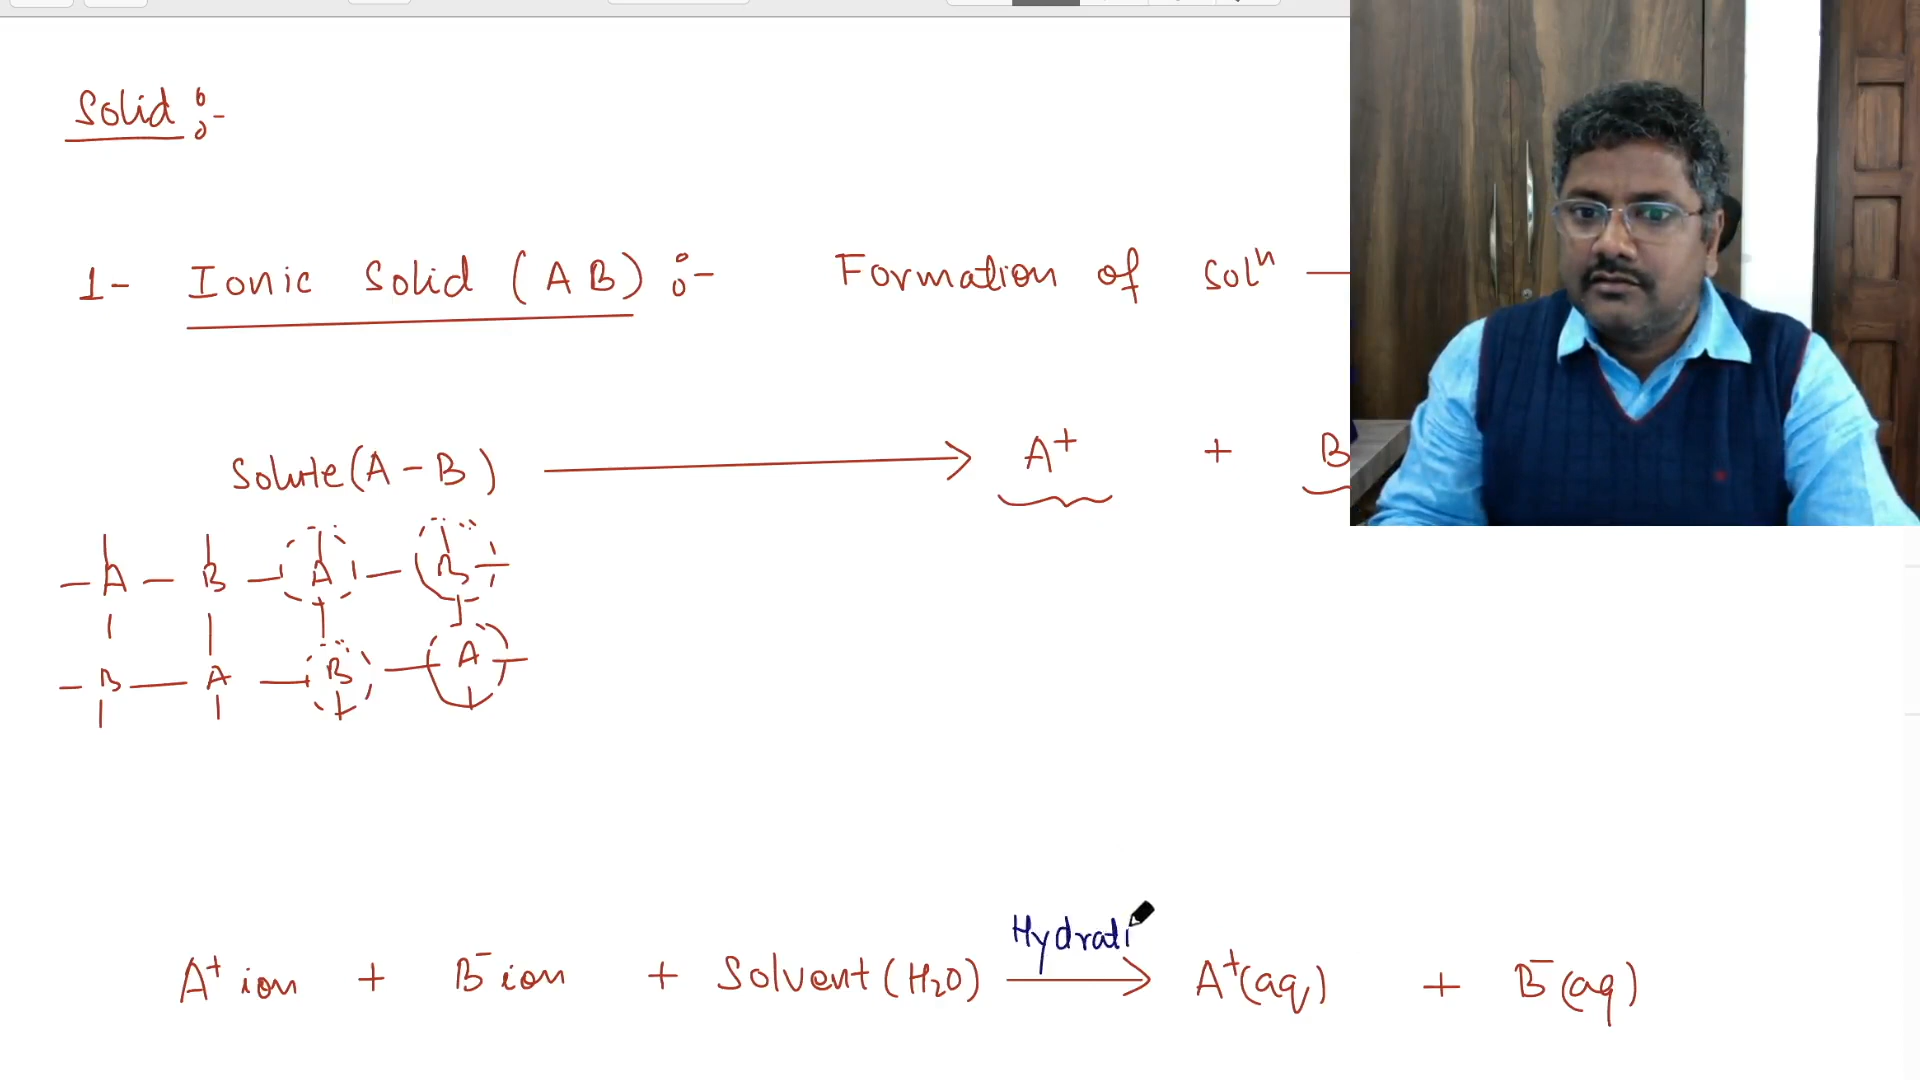 Solid :-
1- Ionic Solid (AB) :- Formation of Solⁿ —
Solute(A-B) ⟶ A⁺ + B
-A-B-A-B-
-B-A-B-A-
Hydrati
A⁺ ion + B⁻ ion + Solvent(H₂O) ⟶ A⁺(aq) + B⁻(aq)